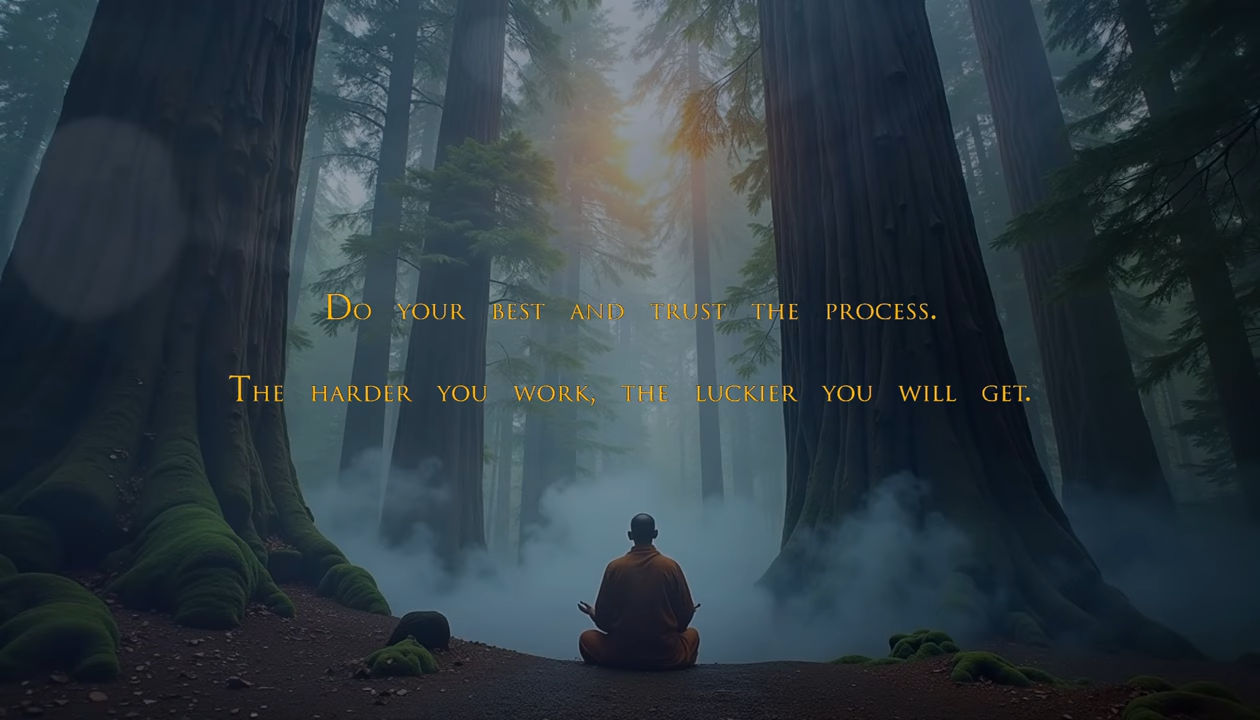 Do your best and trust the process.
The harder you work, the luckier you will get.